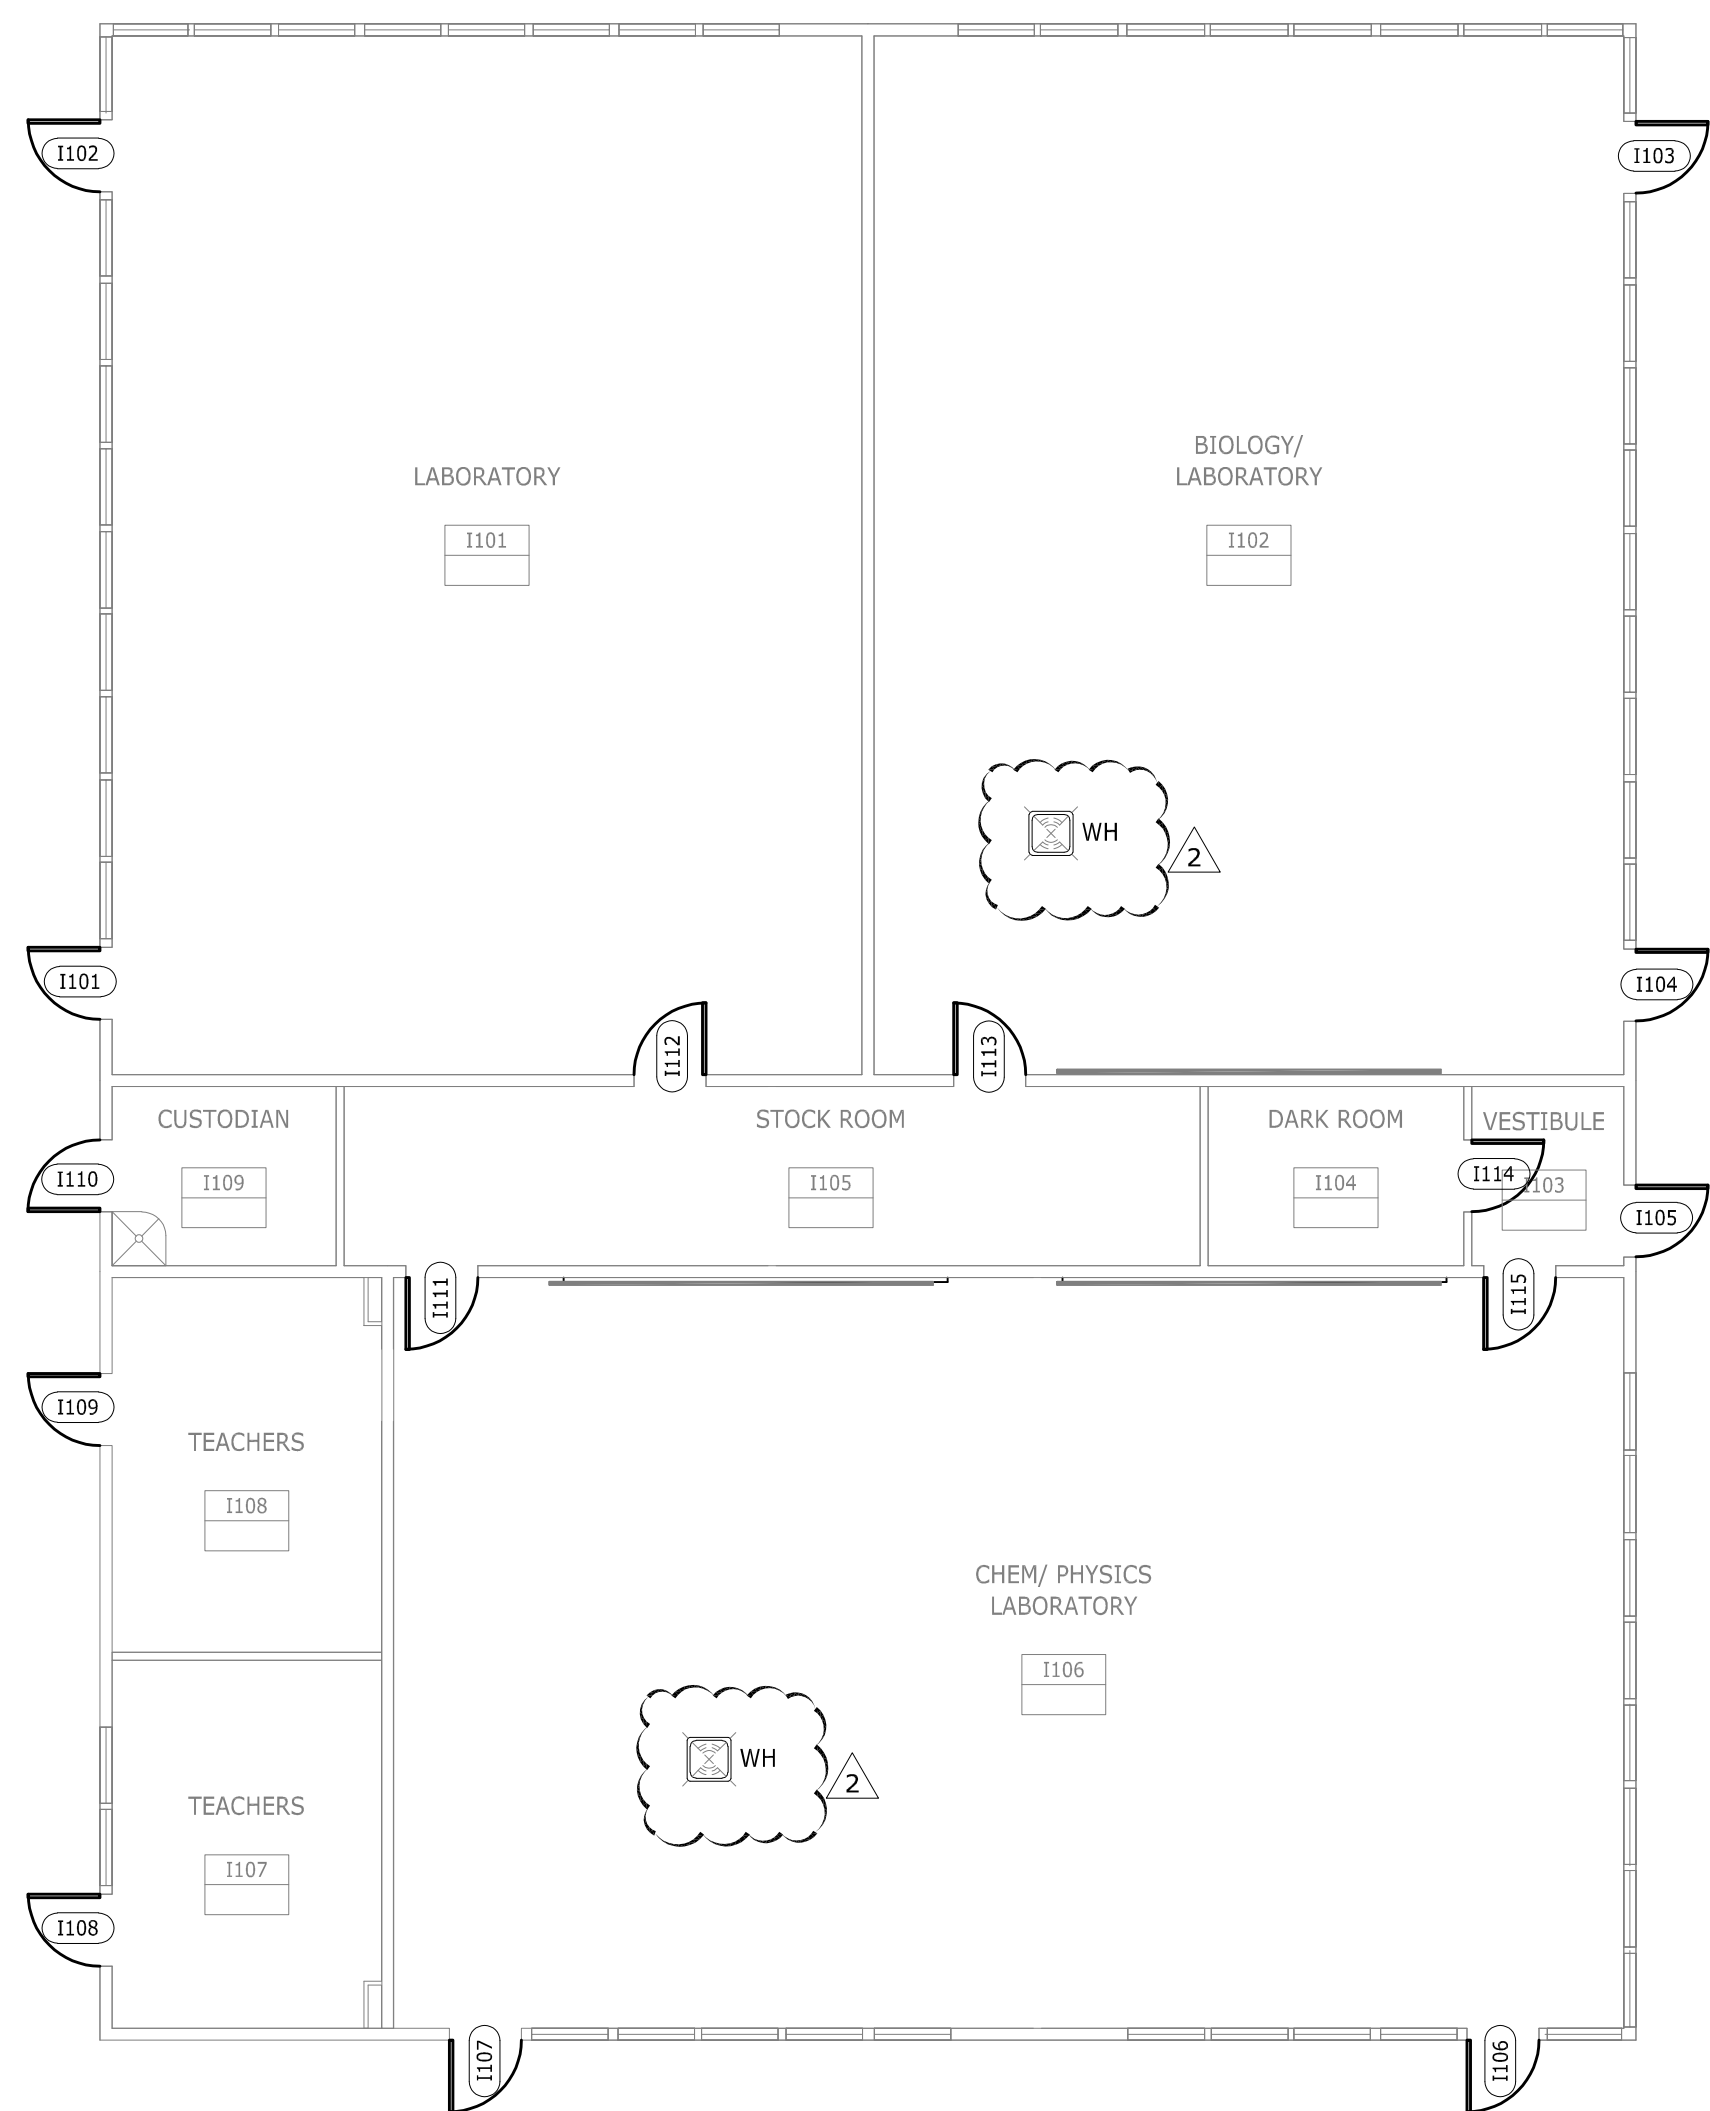 I102
I103
BIOLOGY/
LABORATORY
LABORATORY
I101
I102
WH
2
I101
I104
I112
I113
CUSTODIAN
STOCK ROOM
DARK ROOM
VESTIBULE
I110
I109
I105
I104
I114
I103
I105
I111
I115
I109
TEACHERS
I108
CHEM/ PHYSICS
LABORATORY
I106
WH
2
TEACHERS
I107
I108
I107
I106